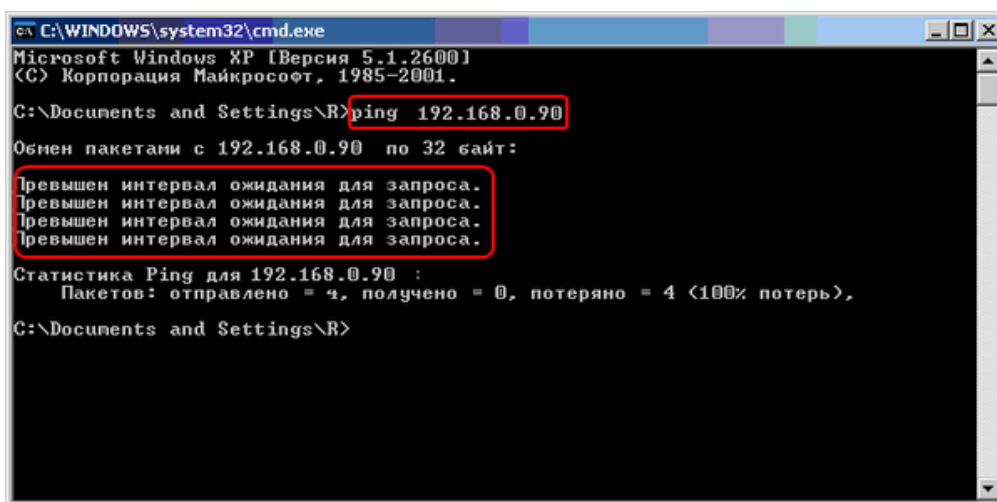 C:\WINDOWS\system32\cmd.exe
Microsoft Windows XP [Версия 5.1.2600]
(C) Корпорация Майкрософт, 1985-2001.
C:\Documents and Settings\R>ping 192.168.0.90
Обмен пакетами с 192.168.0.90 по 32 байт:
Превышен интервал ожидания для запроса.
Превышен интервал ожидания для запроса.
Превышен интервал ожидания для запроса.
Превышен интервал ожидания для запроса.
Статистика Ping для 192.168.0.90 :
Пакетов: отправлено = 4, получено = 0, потеряно = 4 (100% потерь),
C:\Documents and Settings\R>